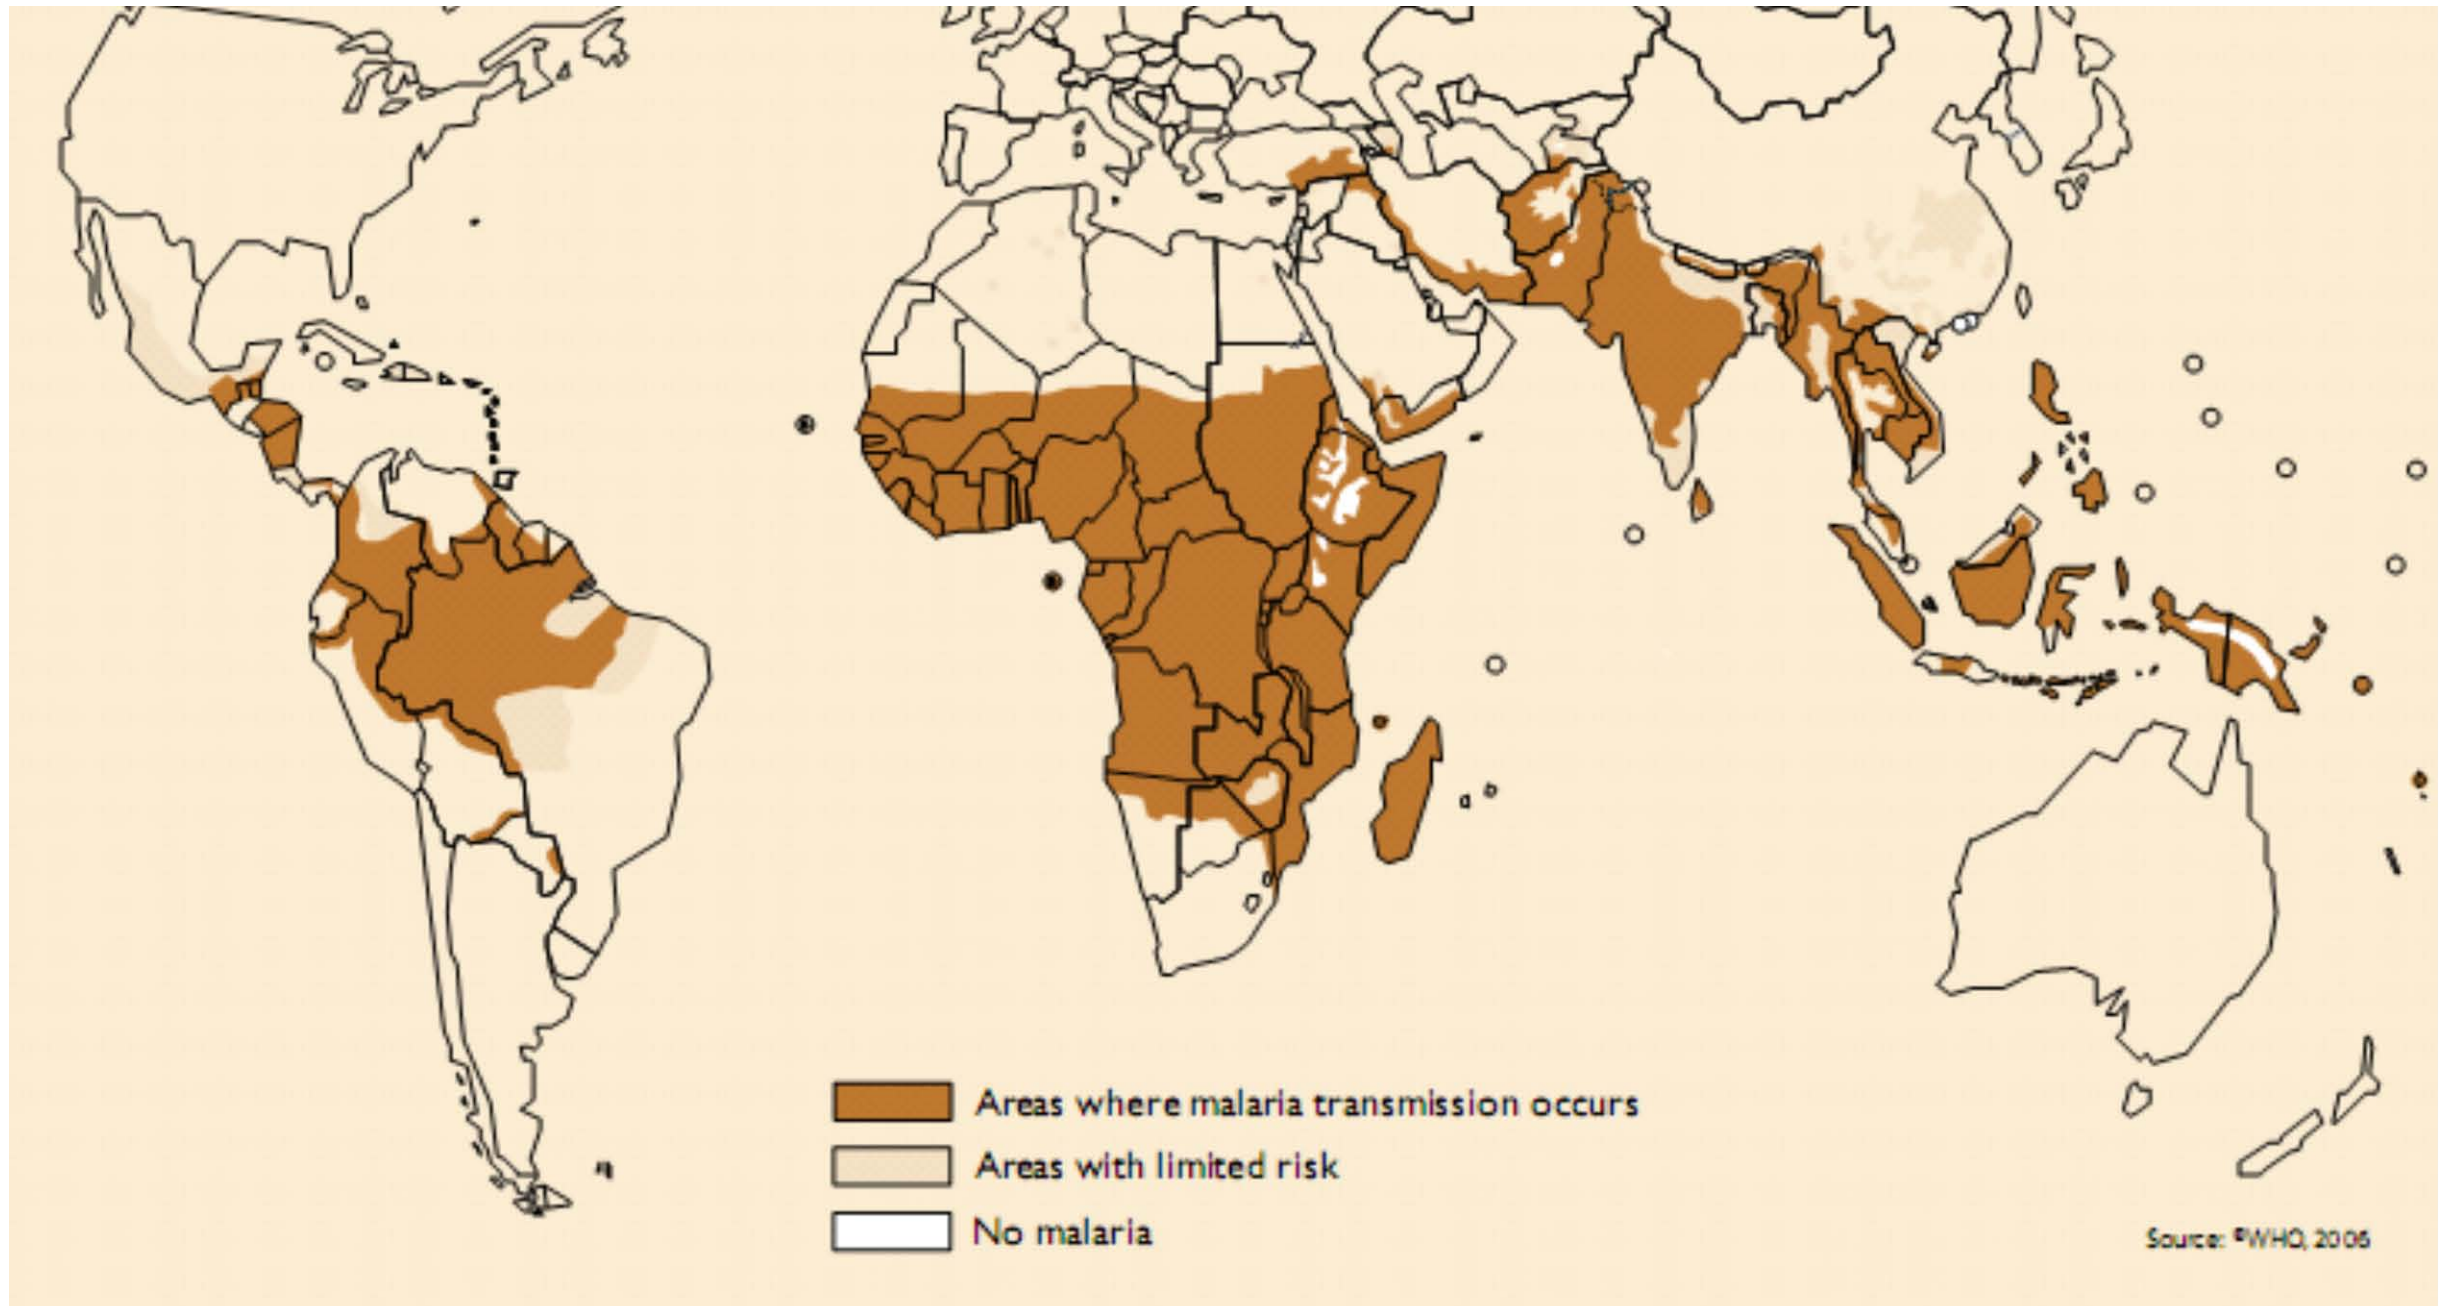 Areas where malaria transmission occurs
Areas with limited risk
No malaria
Source: ©WHO, 2006